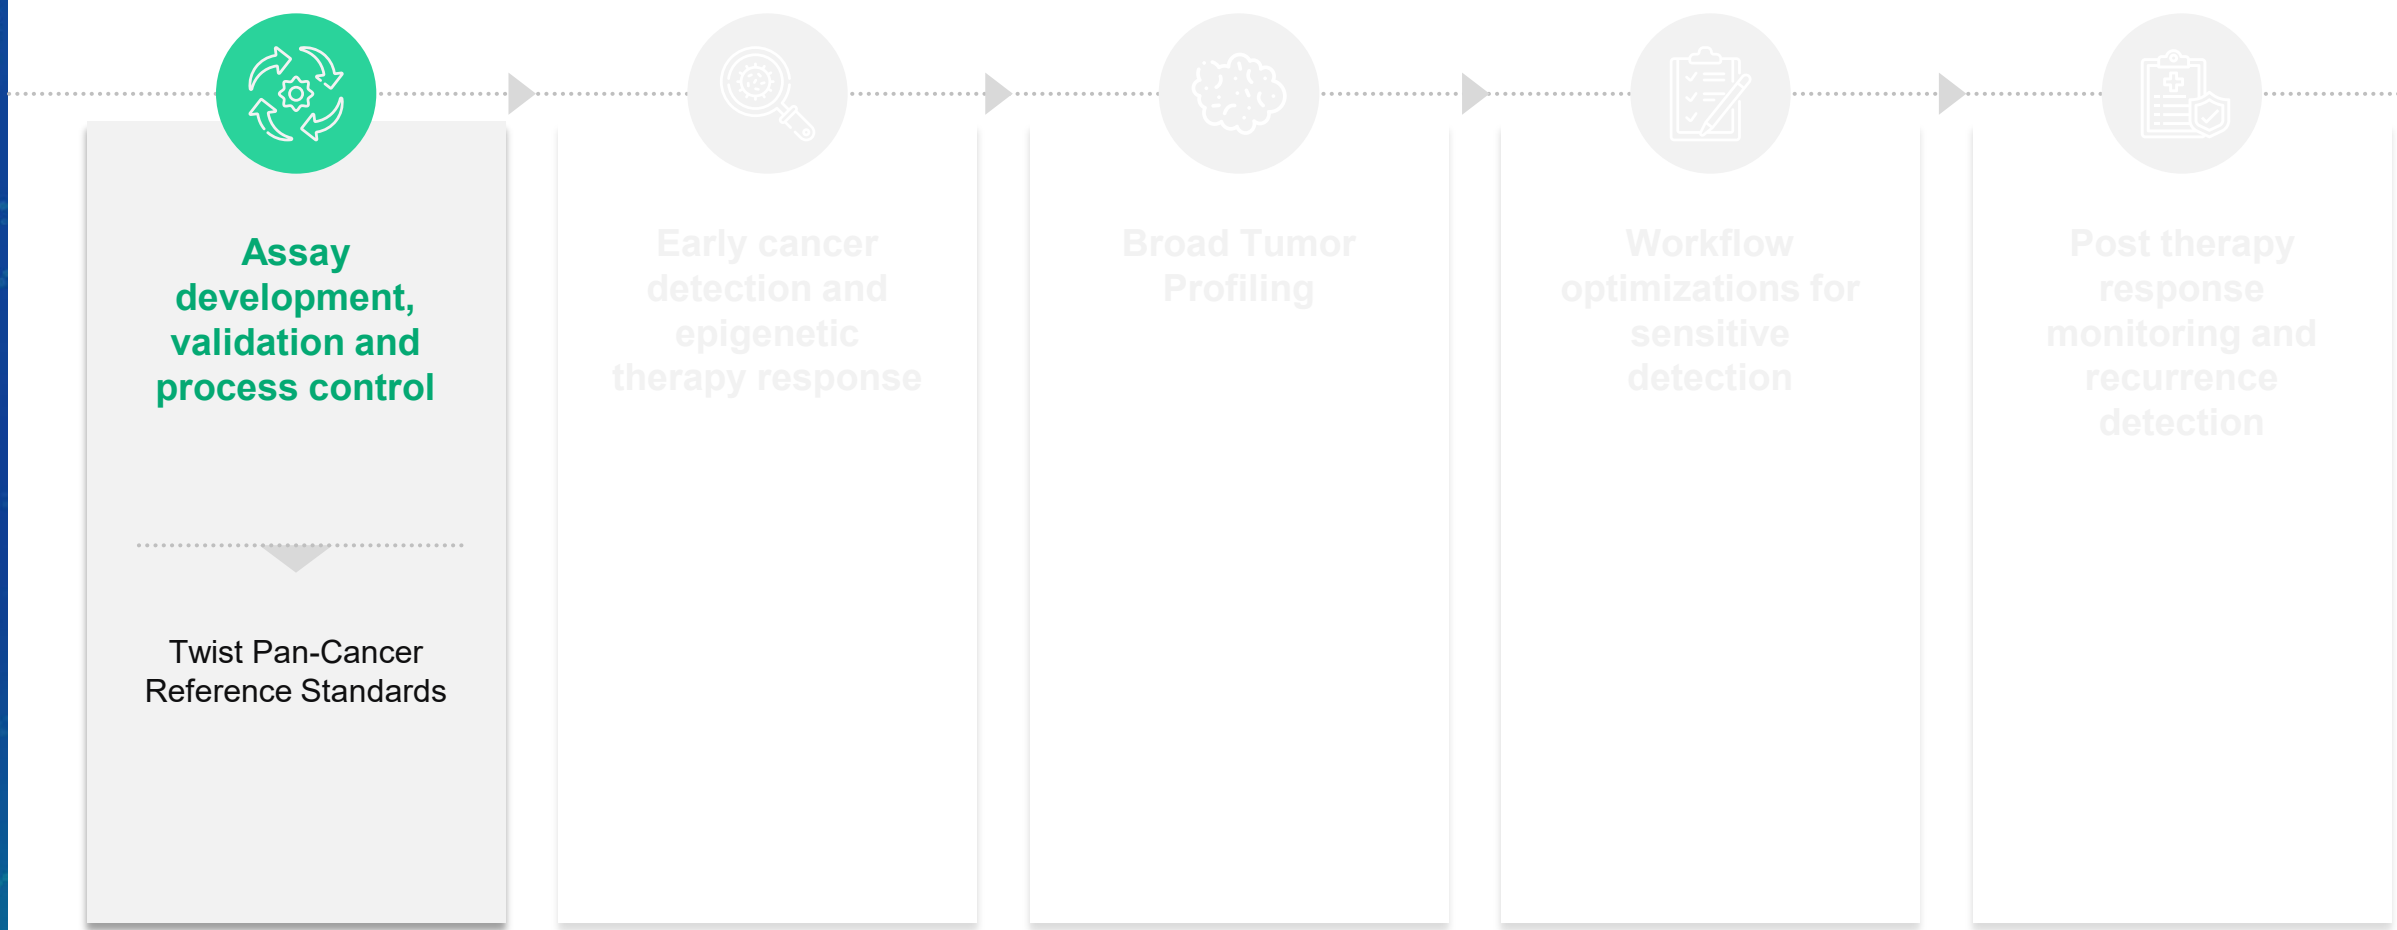 Assay
development,
validation and
process control
Twist Pan-Cancer
Reference Standards
Early cancer
detection and
epigenetic
therapy response
Broad Tumor
Profiling
Workflow
optimizations for
sensitive
detection
Post therapy
response
monitoring and
recurrence
detection